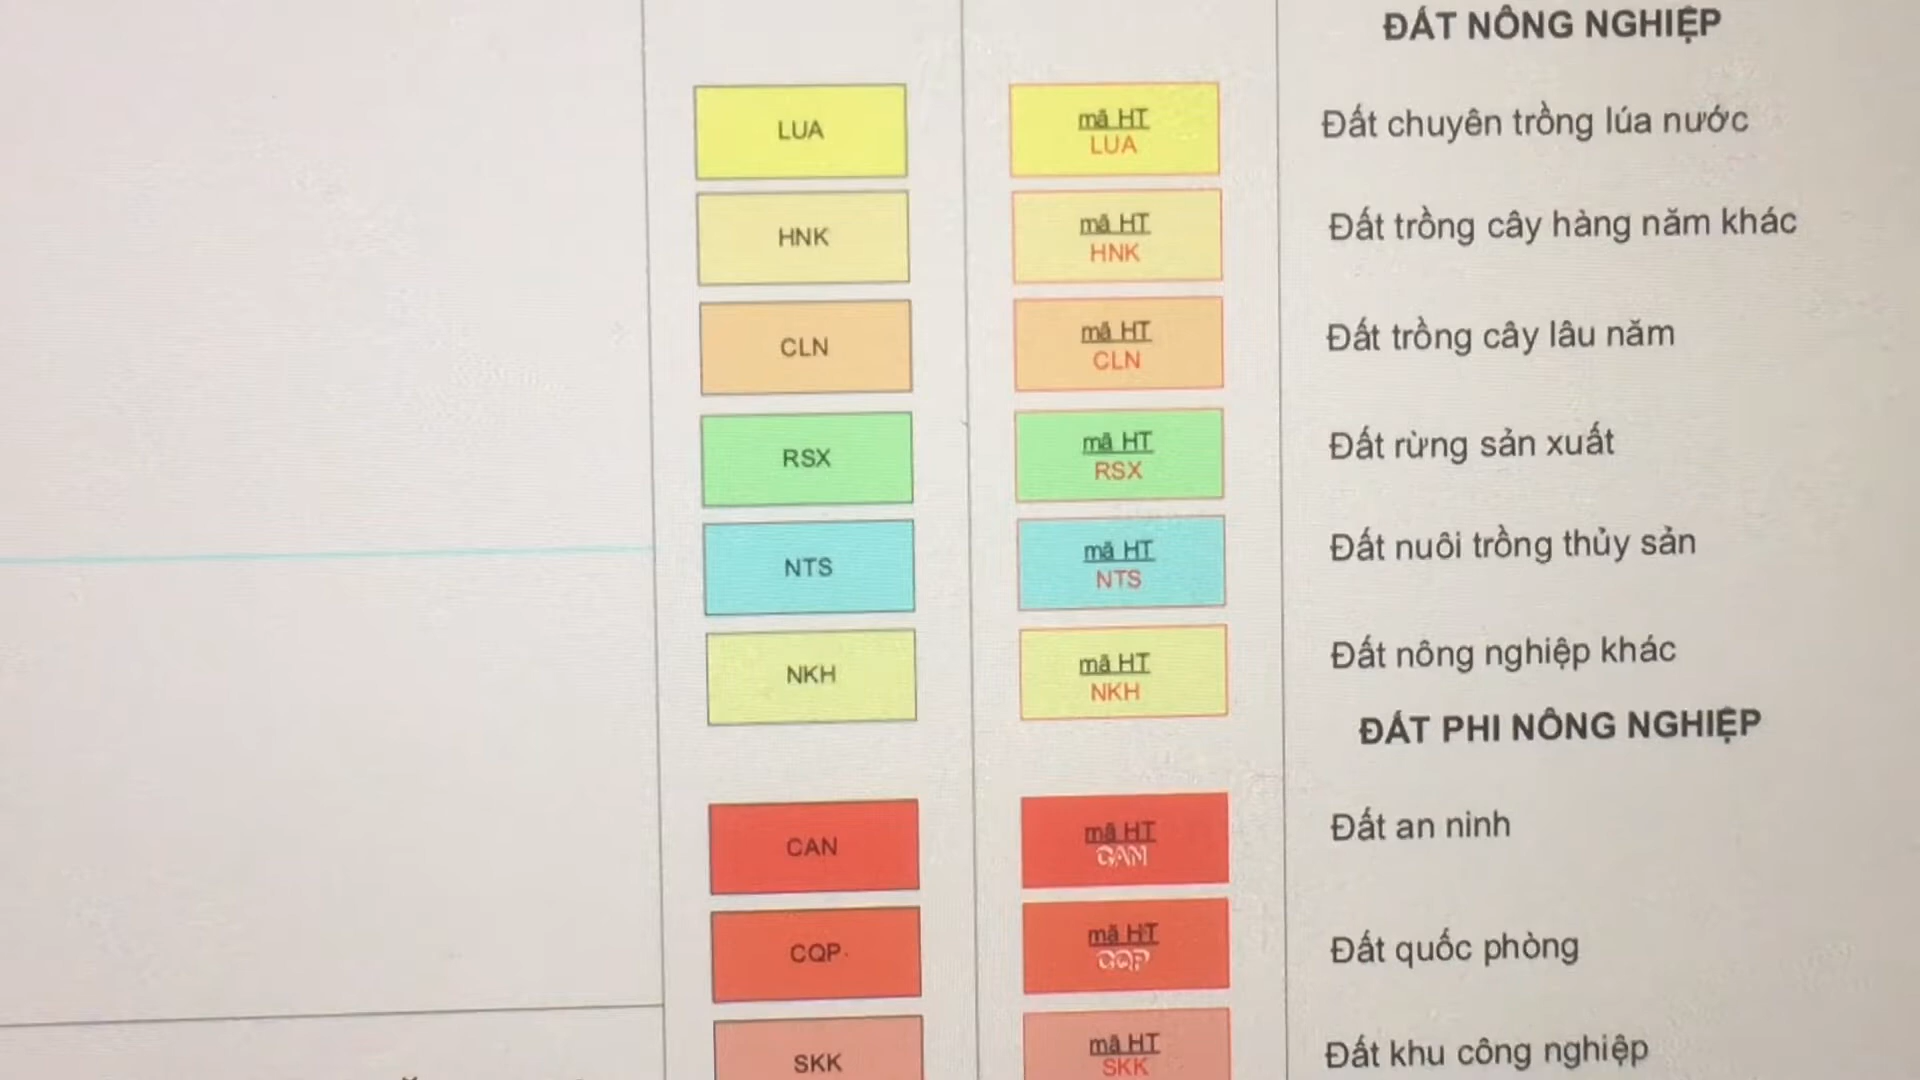 ĐẤT NÔNG NGHIỆP
LUA
mã HT
LUA
Đất chuyên trồng lúa nước
HNK
mã HT
HNK
Đất trồng cây hàng năm khác
CLN
mã HT
CLN
Đất trồng cây lâu năm
RSX
mã HT
RSX
Đất rừng sản xuất
NTS
mã HT
NTS
Đất nuôi trồng thủy sản
NKH
mã HT
NKH
Đất nông nghiệp khác
ĐẤT PHI NÔNG NGHIỆP
CAN
mã HT
CAN
Đất an ninh
CQP
mã HT
CQP
Đất quốc phòng
SKK
mã HT
SKK
Đất khu công nghiệp